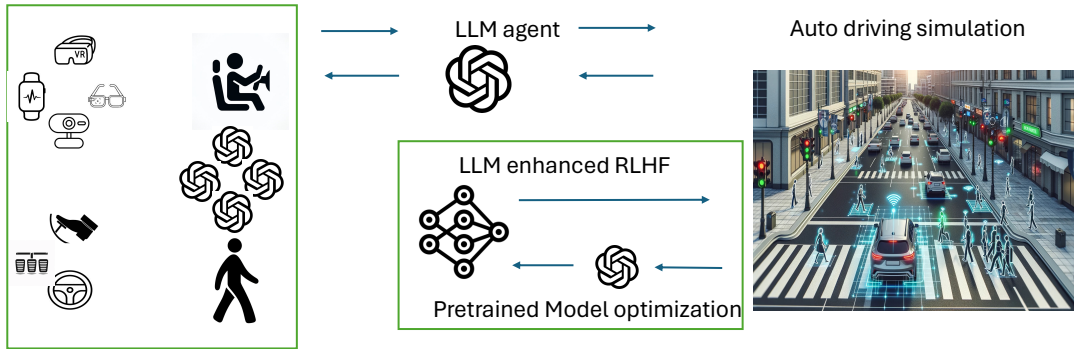 VR
LLM agent
Auto driving simulation
LLM enhanced RLHF
Pretrained Model optimization